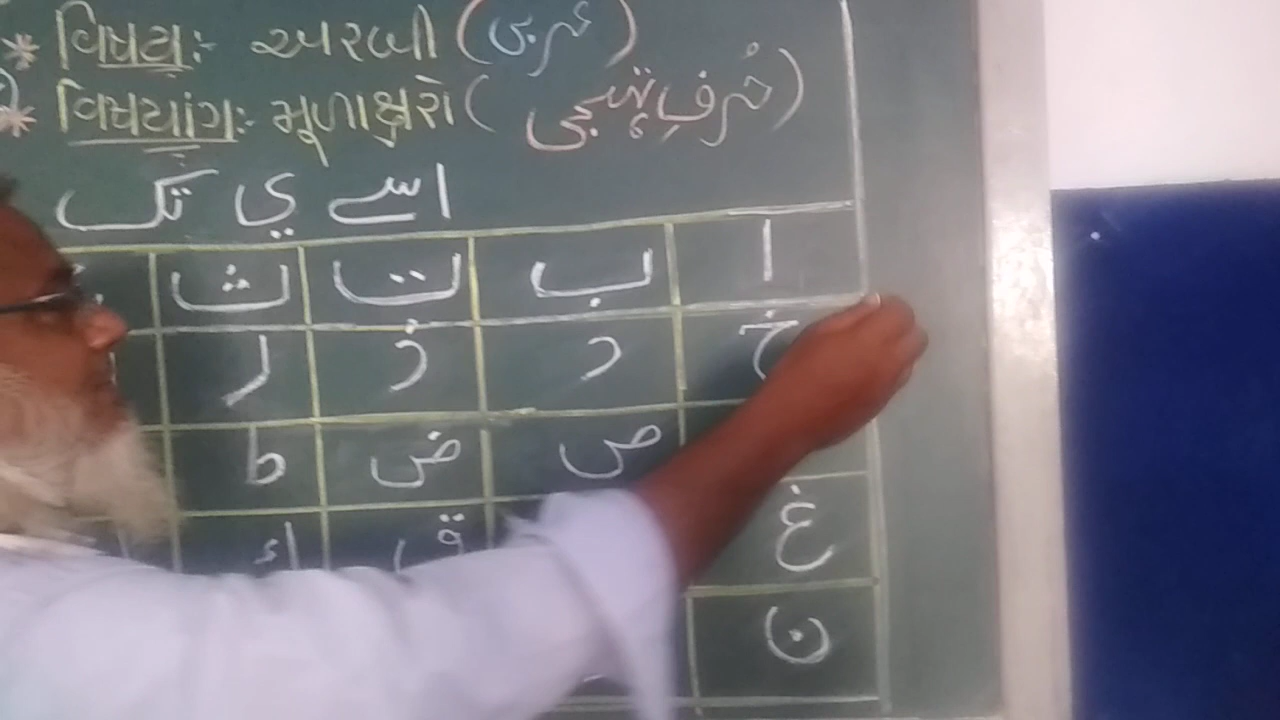 * વિષય:- અરબી (عربی)
* વિષયાંગ:- મૂળાક્ષરો (حُرفِ تہجی)
ا سے ي تک
ا ب ت ث
خ د ذ ر
ص ض ط
غ ق ك
ن